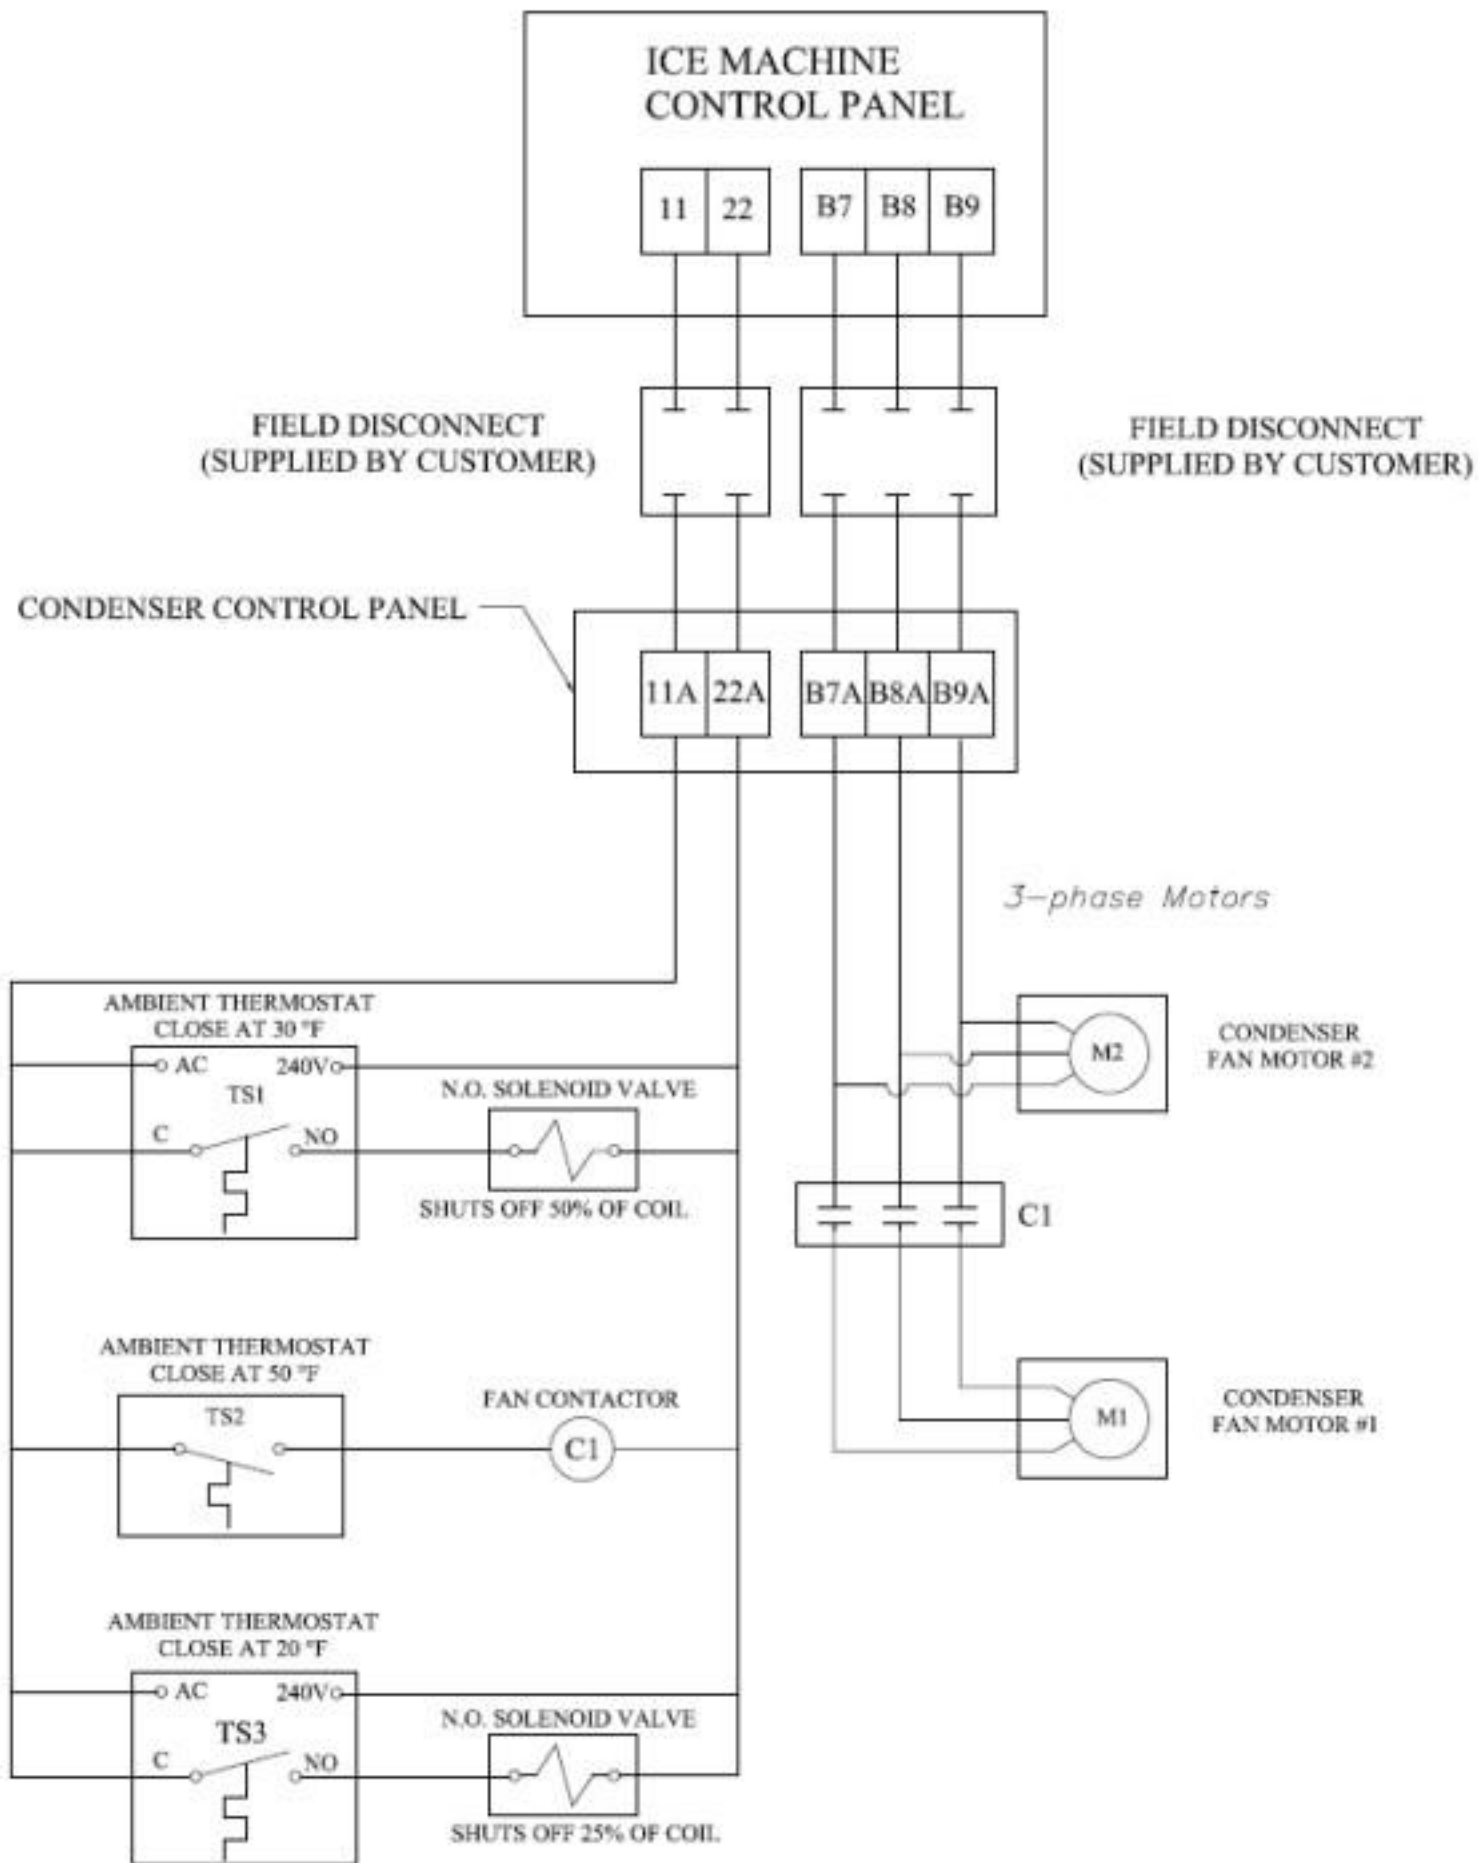 ICE MACHINE
CONTROL PANEL
11 22 B7 B8 B9
FIELD DISCONNECT
(SUPPLIED BY CUSTOMER)
FIELD DISCONNECT
(SUPPLIED BY CUSTOMER)
CONDENSER CONTROL PANEL
11A 22A B7A B8A B9A
3-phase Motors
AMBIENT THERMOSTAT
CLOSE AT 30 °F
AC 240V
TS1
C NO
N.O. SOLENOID VALVE
SHUTS OFF 50% OF COIL
M2
CONDENSER
FAN MOTOR #2
C1
AMBIENT THERMOSTAT
CLOSE AT 50 °F
TS2
FAN CONTACTOR
C1
M1
CONDENSER
FAN MOTOR #1
AMBIENT THERMOSTAT
CLOSE AT 20 °F
AC 240V
TS3
C NO
N.O. SOLENOID VALVE
SHUTS OFF 25% OF COIL